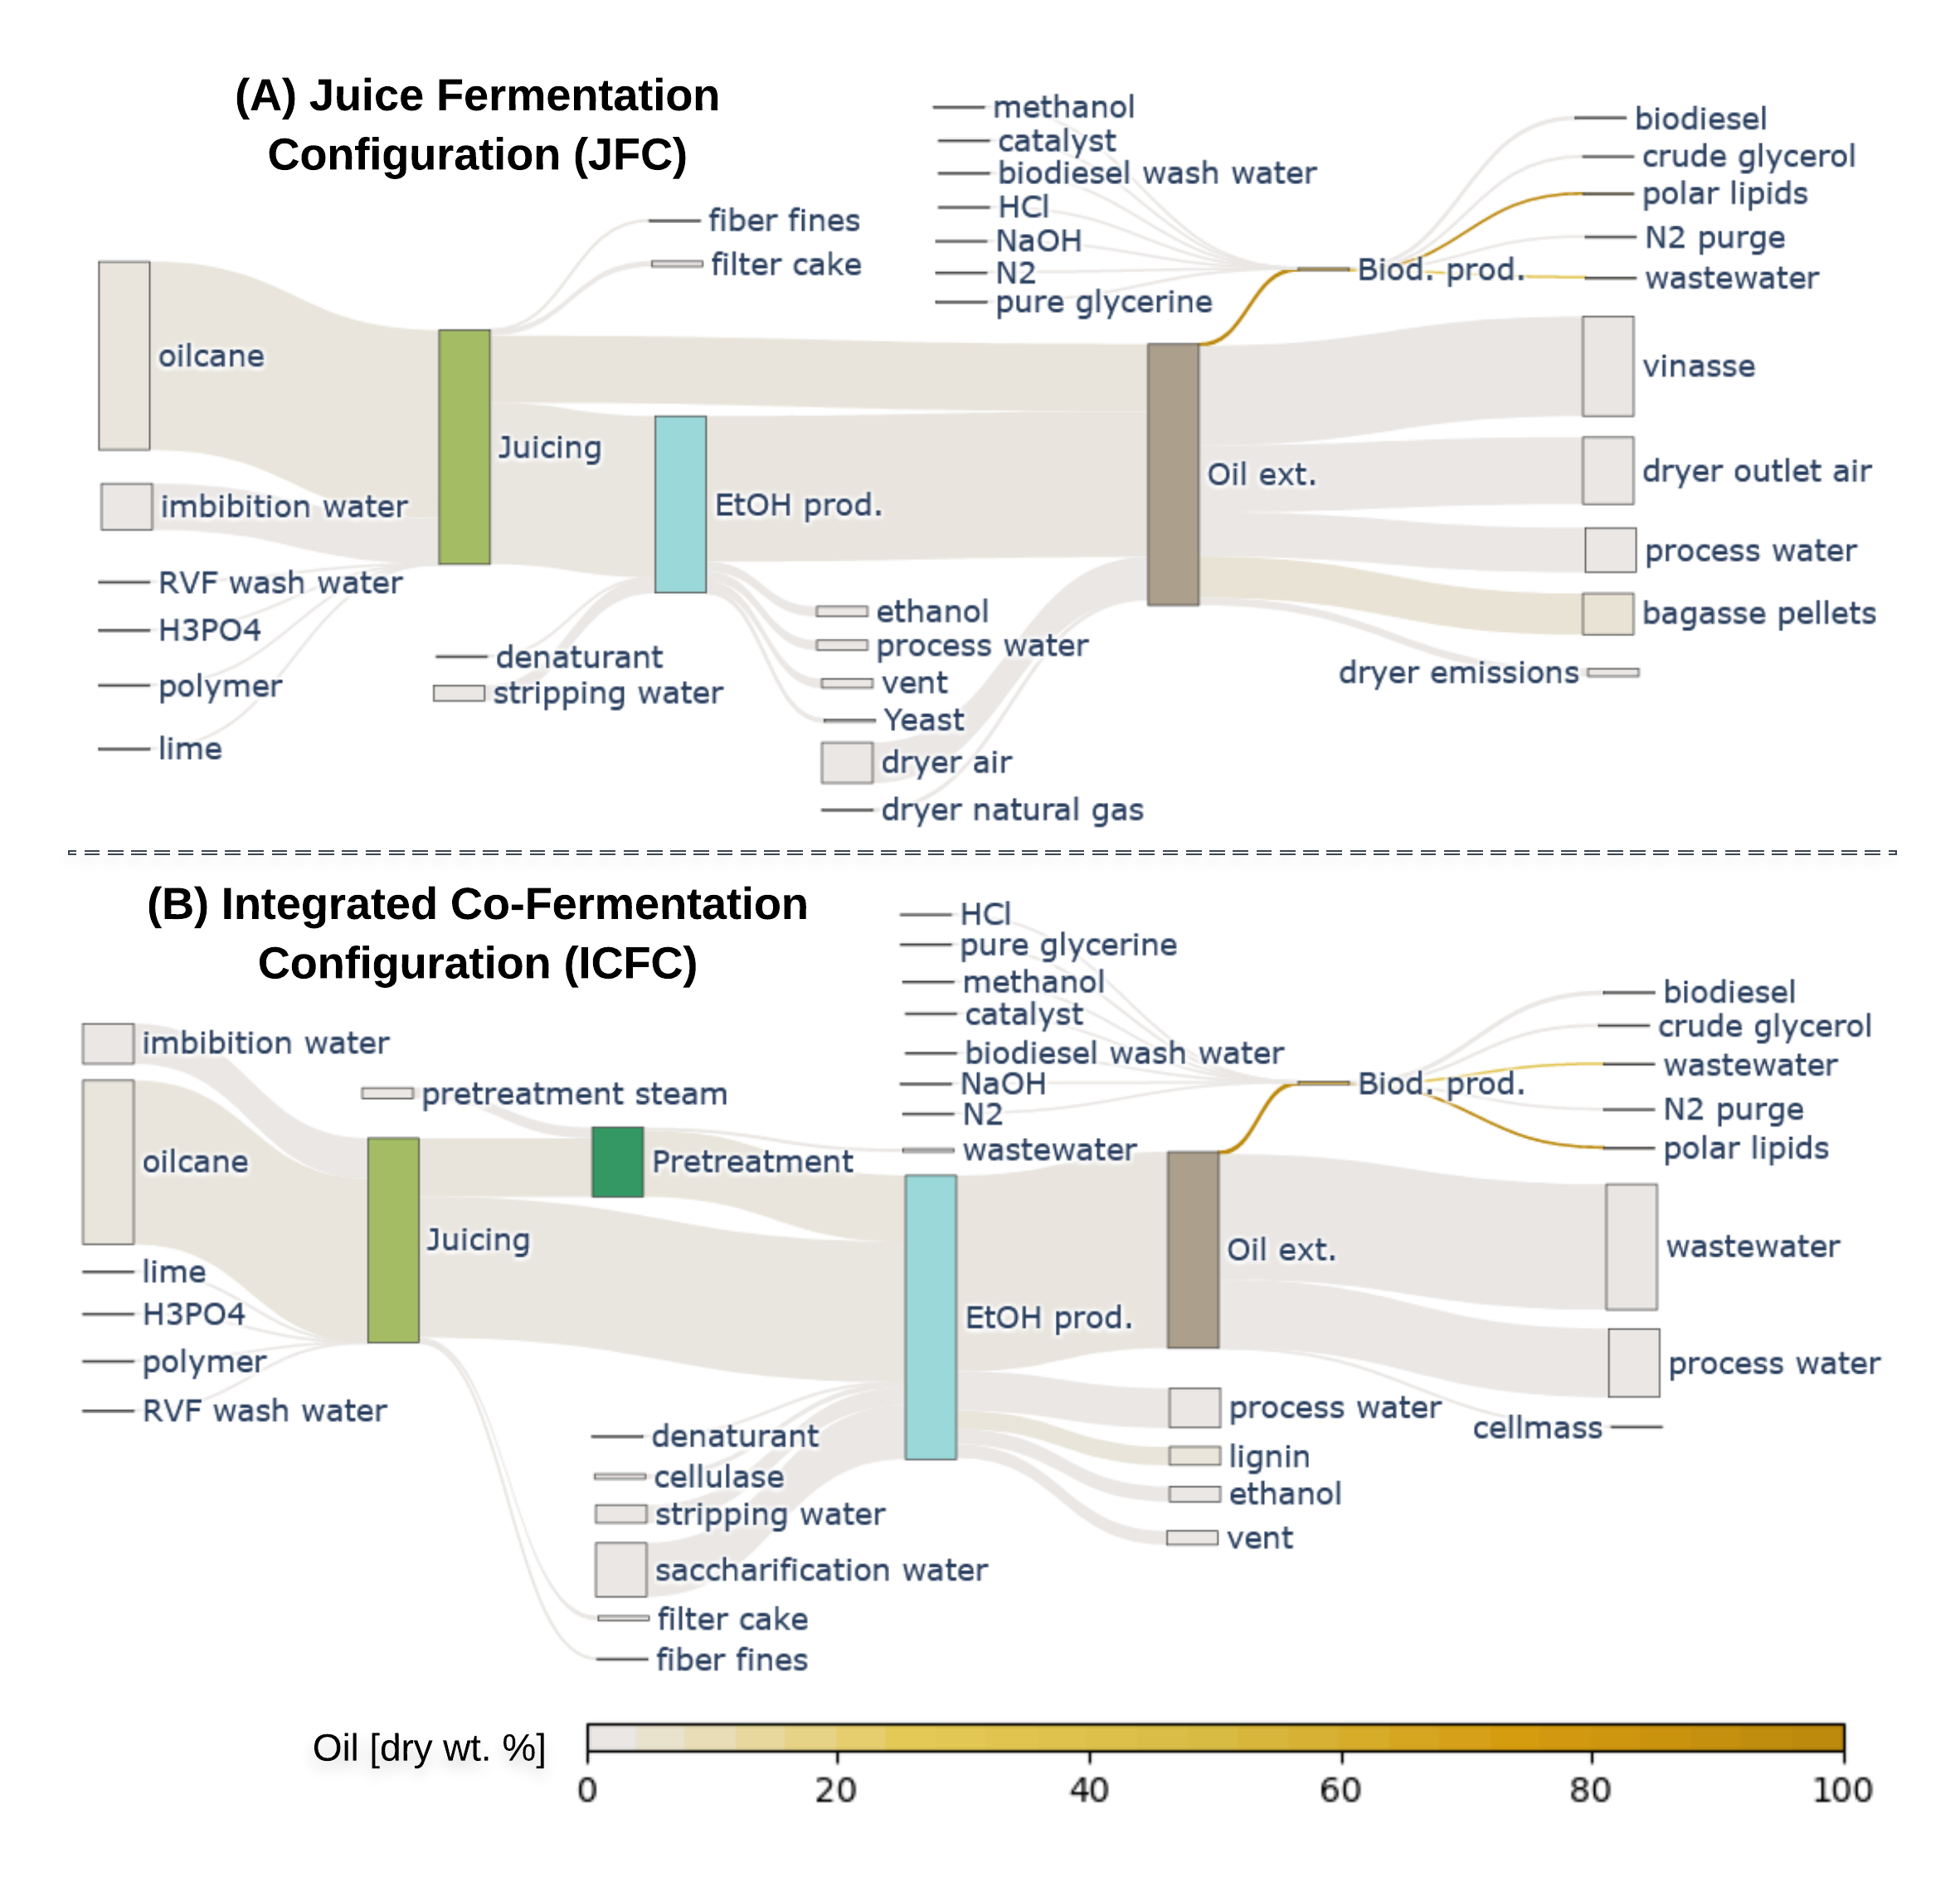 (A) Juice Fermentation
Configuration (JFC)
methanol
catalyst
biodiesel wash water
HCl
NaOH
N2
pure glycerine
biodiesel
crude glycerol
polar lipids
N2 purge
wastewater
Biod. prod.
fiber fines
filter cake
oilcane
imbibition water
RVF wash water
H3PO4
polymer
lime
Juicing
EtOH prod.
denaturant
stripping water
ethanol
process water
vent
Yeast
dryer air
dryer natural gas
Oil ext.
vinasse
dryer outlet air
process water
bagasse pellets
dryer emissions
(B) Integrated Co-Fermentation
Configuration (ICFC)
HCl
pure glycerine
methanol
catalyst
biodiesel wash water
NaOH
N2
wastewater
biodiesel
crude glycerol
wastewater
N2 purge
polar lipids
Biod. prod.
imbibition water
pretreatment steam
oilcane
Pretreatment
Juicing
lime
H3PO4
polymer
RVF wash water
EtOH prod.
Oil ext.
wastewater
process water
cellmass
process water
lignin
ethanol
vent
denaturant
cellulase
stripping water
saccharification water
filter cake
fiber fines
Oil [dry wt. %]
0 20 40 60 80 100